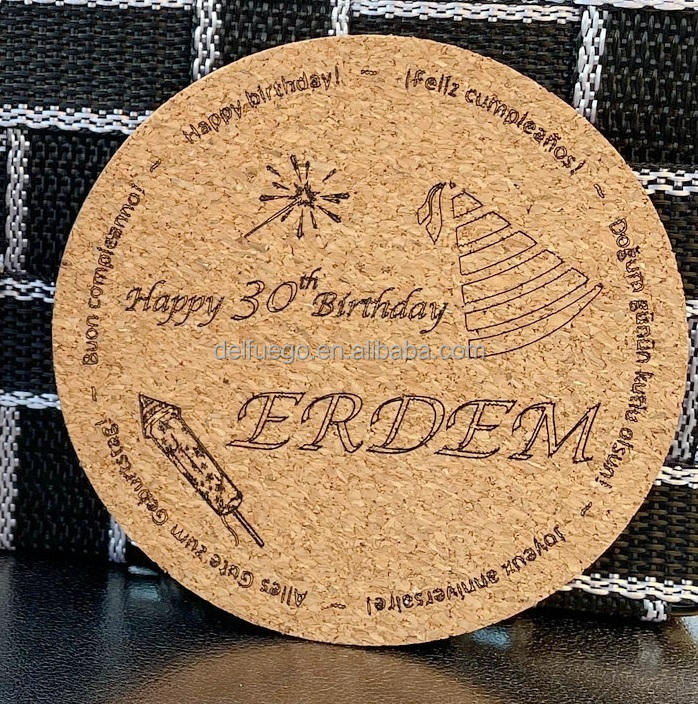 Happy birthday! ~ ¡Feliz cumpleaños! ~ Doğum günün kutlu olsun! ~ Joyeux anniversaire! ~ Alles Gute zum Geburtstag! ~ Buon compleanno! ~
Happy 30th Birthday
delfuego.en.alibaba.com
ERDEM